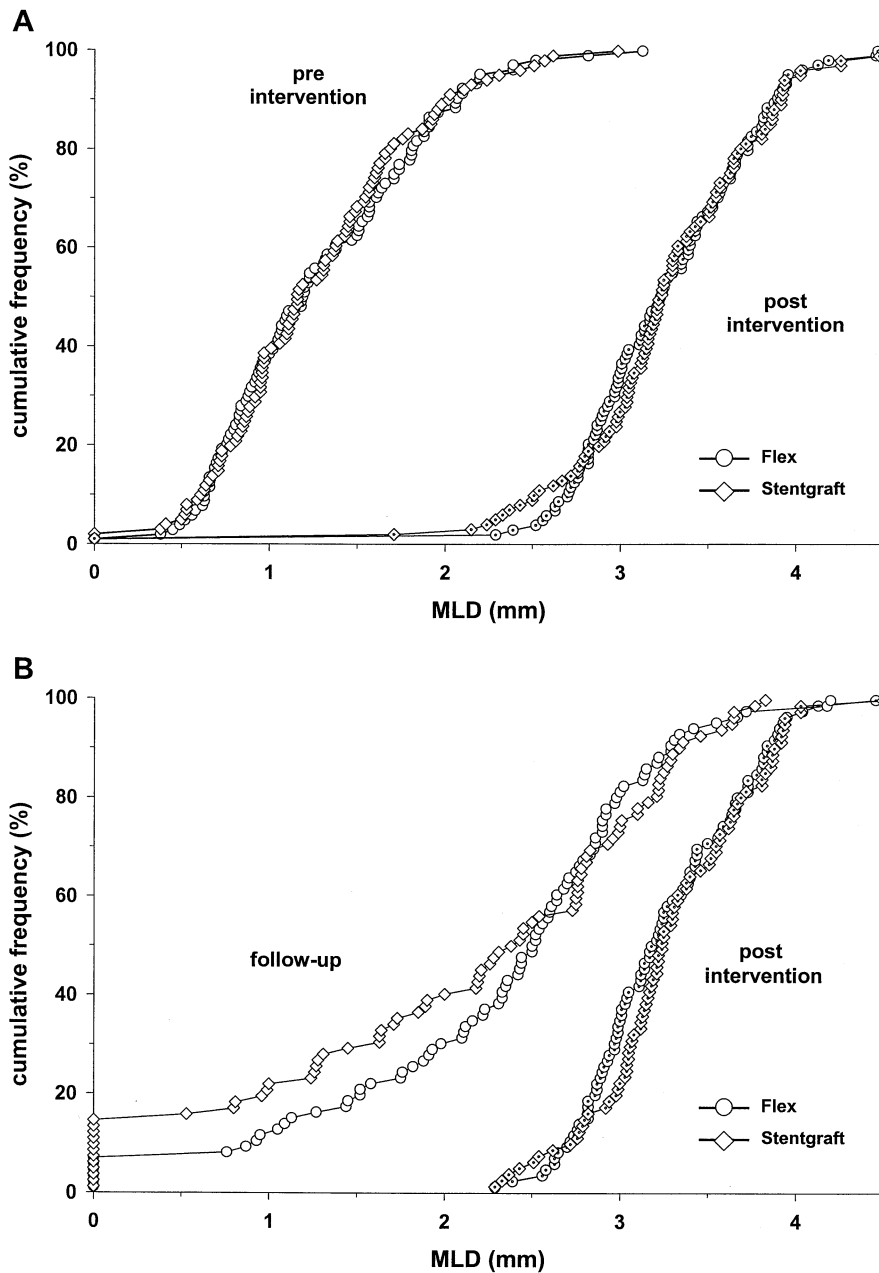 A
100
80
60
40
20
0
cumulative frequency (%)
pre
intervention
post
intervention
Flex
Stentgraft
0 1 2 3 4
MLD (mm)
B
100
80
60
40
20
0
cumulative frequency (%)
follow-up
post
intervention
Flex
Stentgraft
0 1 2 3 4
MLD (mm)